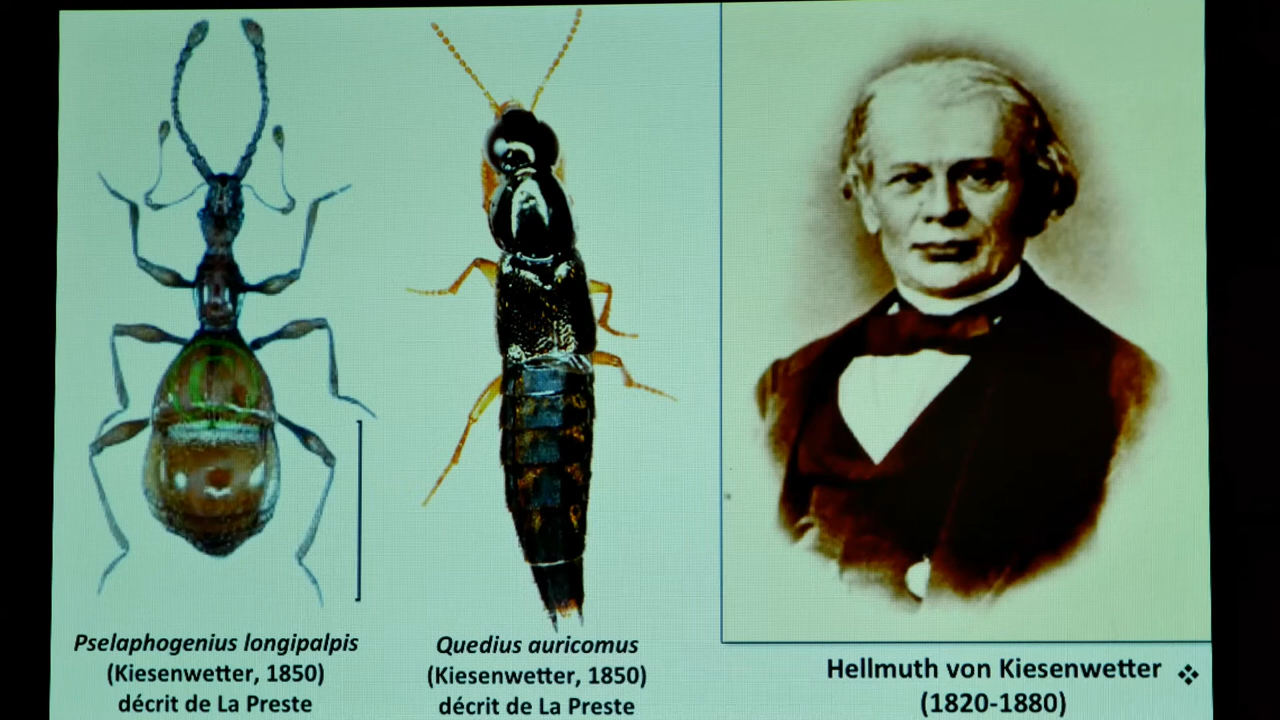 Pselaphogenius longipalpis
(Kiesenwetter, 1850)
décrit de La Preste
Quedius auricomus
(Kiesenwetter, 1850)
décrit de La Preste
Hellmuth von Kiesenwetter
(1820-1880)